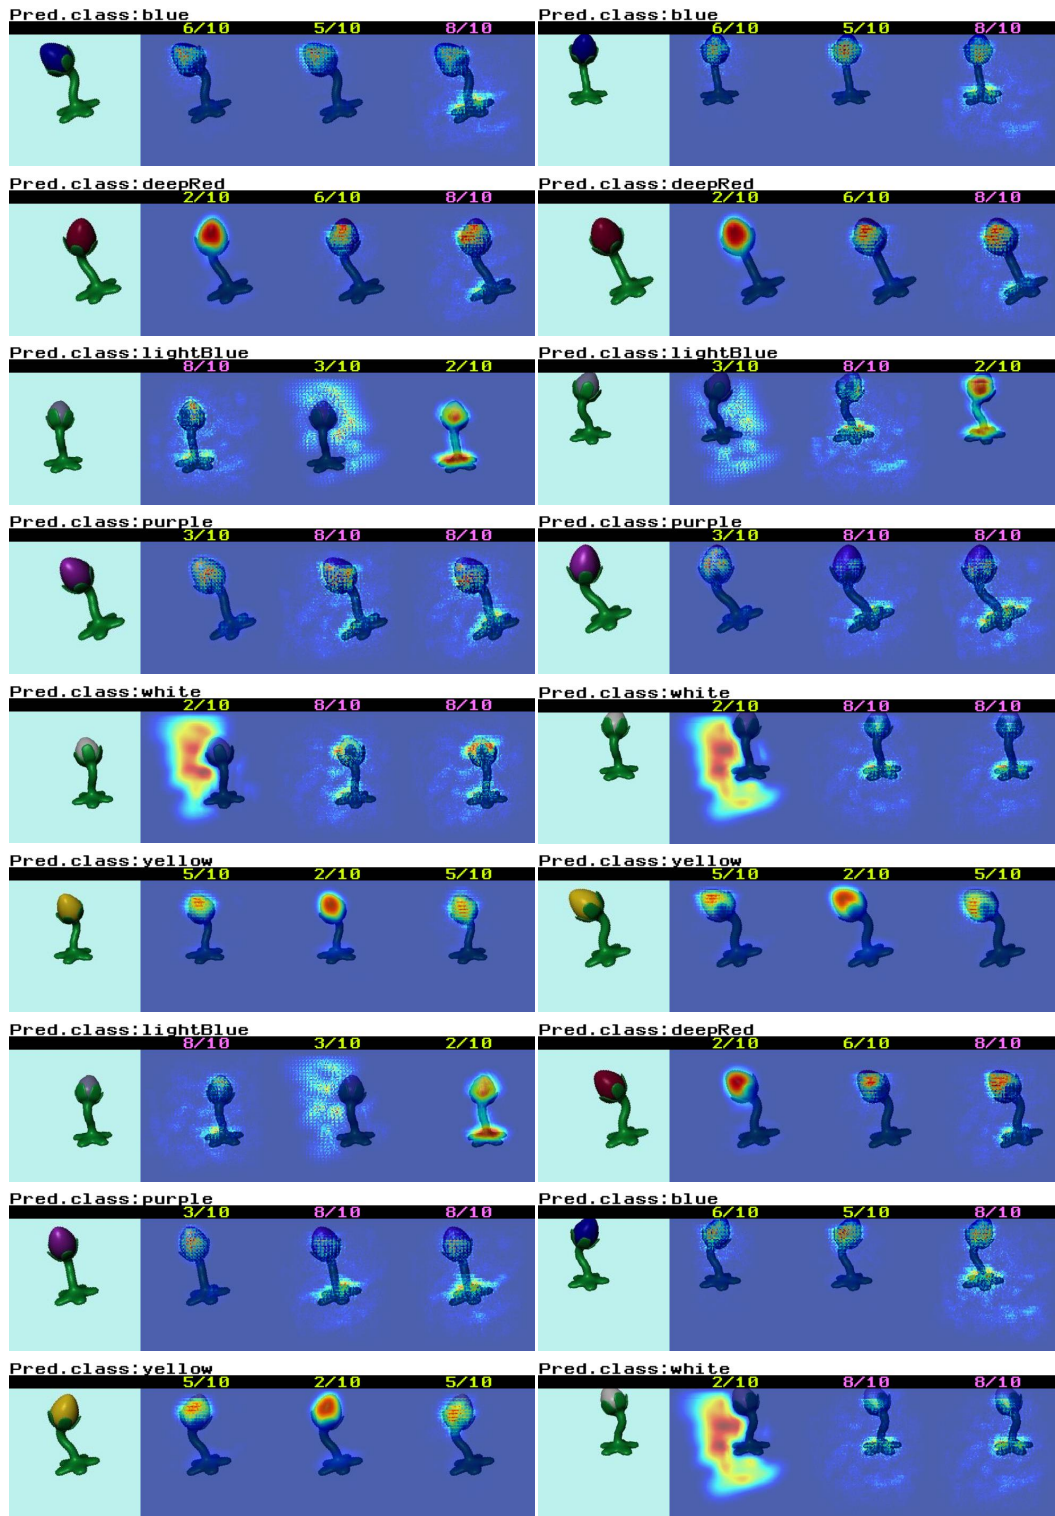 Pred.class:blue
6/10 5/10 8/10
Pred.class:blue
6/10 5/10 8/10
Pred.class:deepRed
2/10 6/10 8/10
Pred.class:deepRed
2/10 6/10 8/10
Pred.class:lightBlue
8/10 3/10 2/10
Pred.class:lightBlue
3/10 8/10 2/10
Pred.class:purple
3/10 8/10 8/10
Pred.class:purple
3/10 8/10 8/10
Pred.class:white
2/10 8/10 8/10
Pred.class:white
2/10 8/10 8/10
Pred.class:yellow
5/10 2/10 5/10
Pred.class:yellow
5/10 2/10 5/10
Pred.class:lightBlue
8/10 3/10 2/10
Pred.class:deepRed
2/10 6/10 8/10
Pred.class:purple
3/10 8/10 8/10
Pred.class:blue
6/10 5/10 8/10
Pred.class:yellow
5/10 2/10 5/10
Pred.class:white
2/10 8/10 8/10